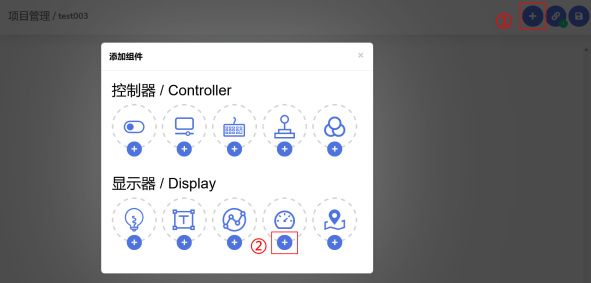 项目管理 / test003
①
添加组件
×
控制器 / Controller
显示器 / Display
T
②